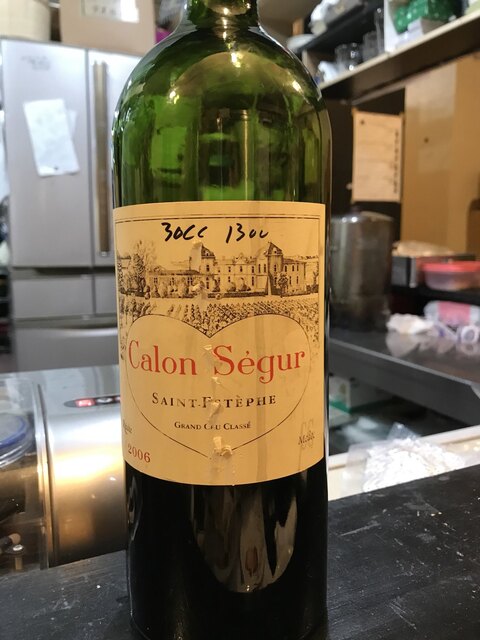 30cc 1300
Calon Ségur
SAINT-ESTÈPHE
GRAND CRU CLASSÉ
2006